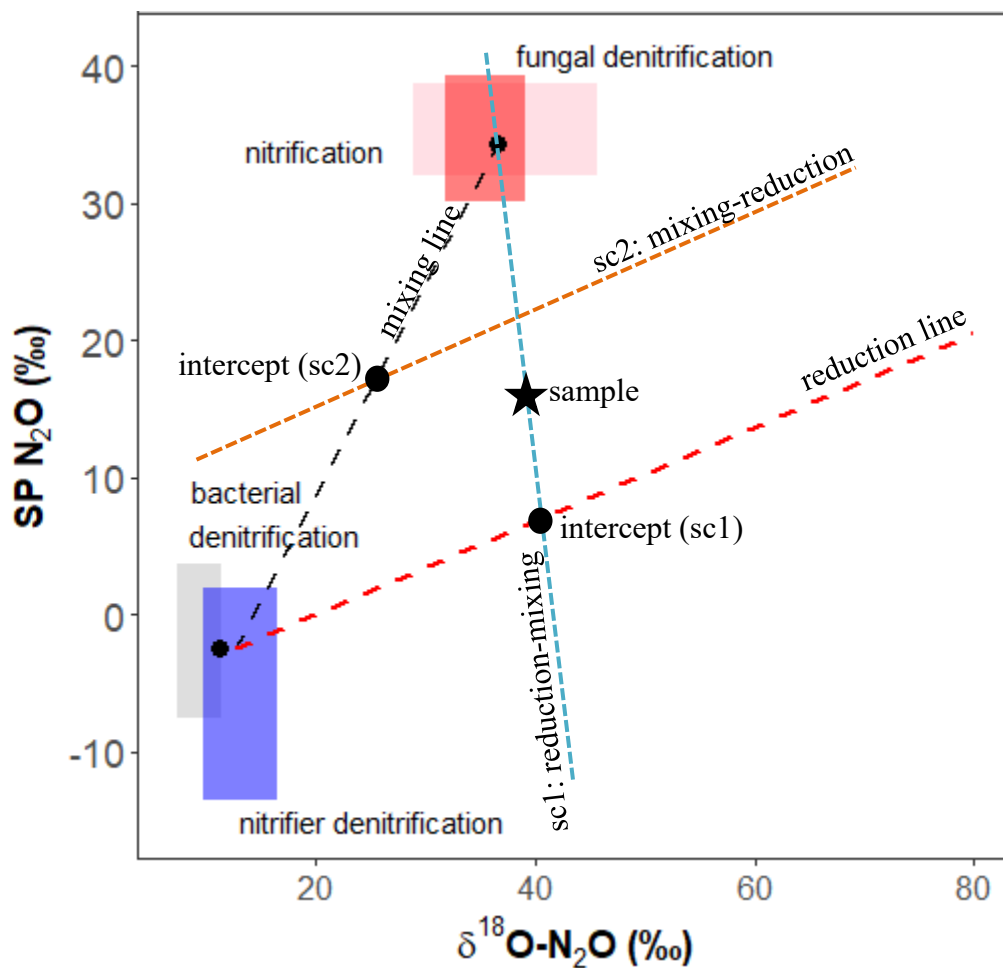 fungal denitrification
nitrification
mixing line
sc2: mixing-reduction
reduction line
intercept (sc2)
sample
bacterial
denitrification
intercept (sc1)
sc1: reduction-mixing
nitrifier denitrification
SP N₂O (‰)
40
30
20
10
0
-10
20
40
60
80
δ¹⁸O-N₂O (‰)